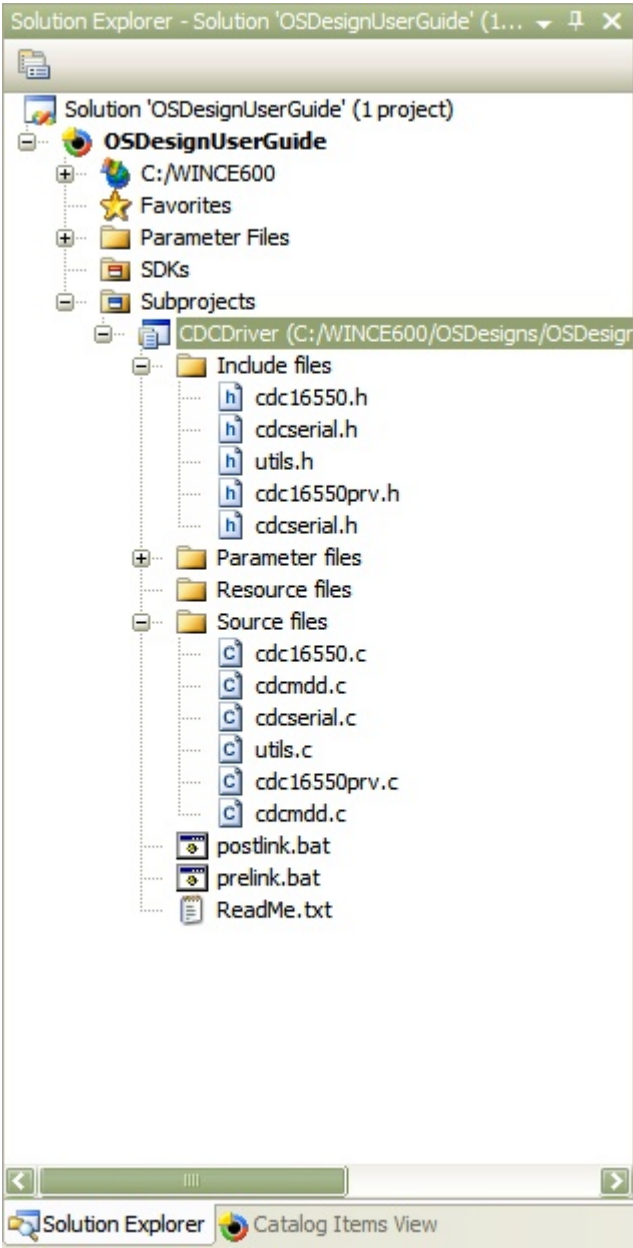 Solution Explorer - Solution 'OSDesignUserGuide' (1...
Solution 'OSDesignUserGuide' (1 project)
OSDesignUserGuide
C:/WINCE600
Favorites
Parameter Files
SDKs
Subprojects
CDCDriver (C:/WINCE600/OSDesigns/OSDesign
Include files
cdc16550.h
cdcserial.h
utils.h
cdc16550prv.h
cdcserial.h
Parameter files
Resource files
Source files
cdc16550.c
cdcmdd.c
cdcserial.c
utils.c
cdc16550prv.c
cdcmdd.c
postlink.bat
prelink.bat
ReadMe.txt
Solution Explorer Catalog Items View